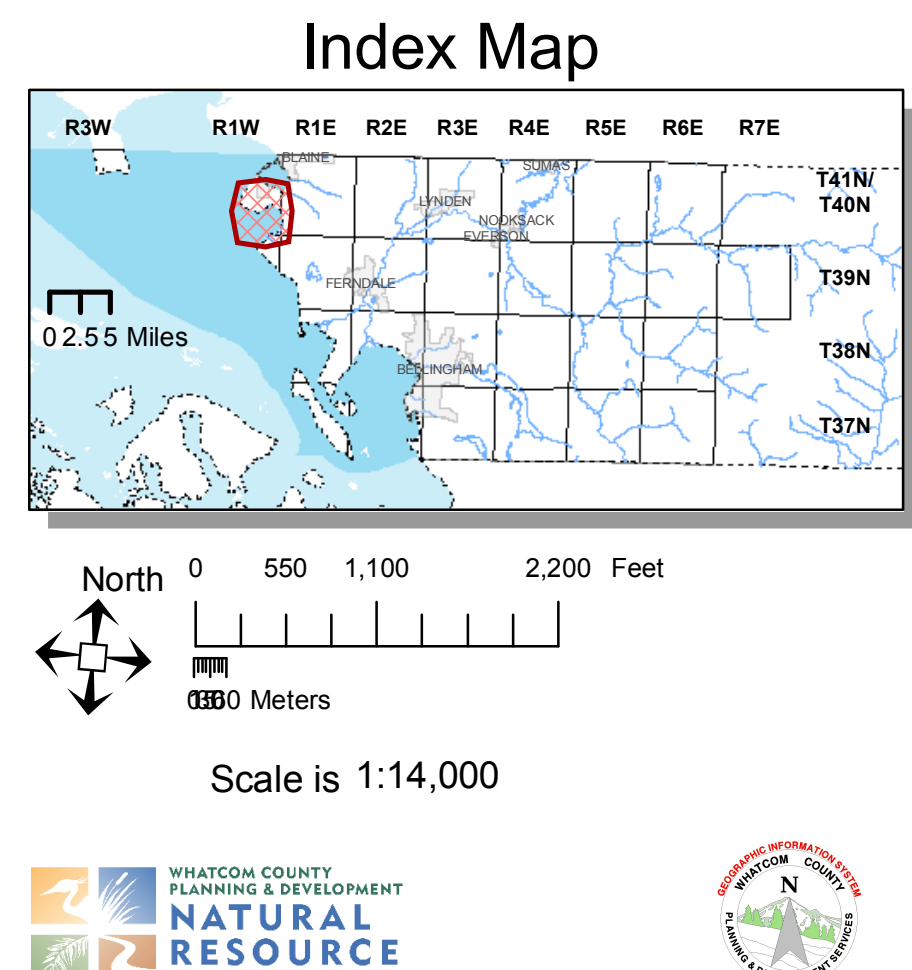 Index Map
R3W R1W R1E R2E R3E R4E R5E R6E R7E
BLAINE
SUMAS
T41N/
T40N
LYNDEN
NOOKSACK
EVERSON
T39N
FERNDALE
0 2.5 5 Miles
T38N
BELLINGHAM
T37N
North
0 550 1,100 2,200 Feet
Meters
Scale is 1:14,000
WHATCOM COUNTY
PLANNING & DEVELOPMENT
NATURAL
RESOURCE
GEOGRAPHIC INFORMATION SYSTEM
WHATCOM COUNTY
N
PLANNING &
SERVICES